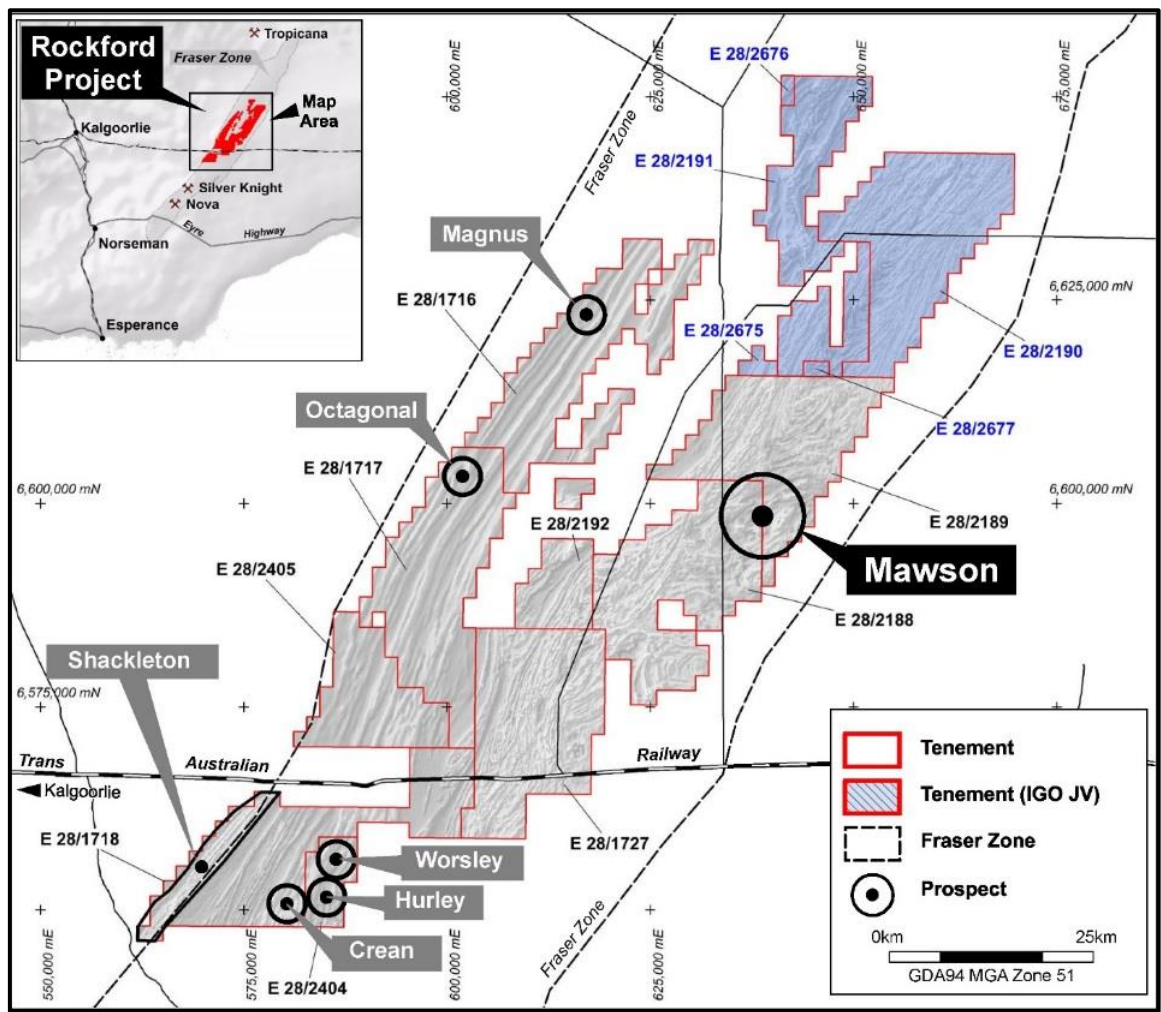 Rockford
Project
Tropicana
Fraser Zone
Map
Area
Kalgoorlie
Silver Knight
Nova
Eyre
Highway
Norseman
Esperance
600,000 mE
625,000 mE
650,000 mE
675,000 mE
E 28/2676
Fraser Zone
E 28/2191
Magnus
E 28/1716
6,625,000 mN
E 28/2675
E 28/2190
Octagonal
E 28/2677
E 28/1717
6,600,000 mN
6,600,000 mN
E 28/2192
E 28/2189
E 28/2405
Mawson
E 28/2188
Shackleton
6,575,000 mN
Trans
Australian
Railway
Kalgoorlie
E 28/1718
E 28/1727
Worsley
Hurley
Crean
E 28/2404
550,000 mE
575,000 mE
600,000 mE
Fraser Zone
625,000 mE
Tenement
Tenement (IGO JV)
Fraser Zone
Prospect
0km
25km
GDA94 MGA Zone 51